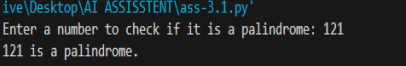 ive\Desktop\AI ASSISSTENT\ass-3.1.py'
Enter a number to check if it is a palindrome: 121
121 is a palindrome.